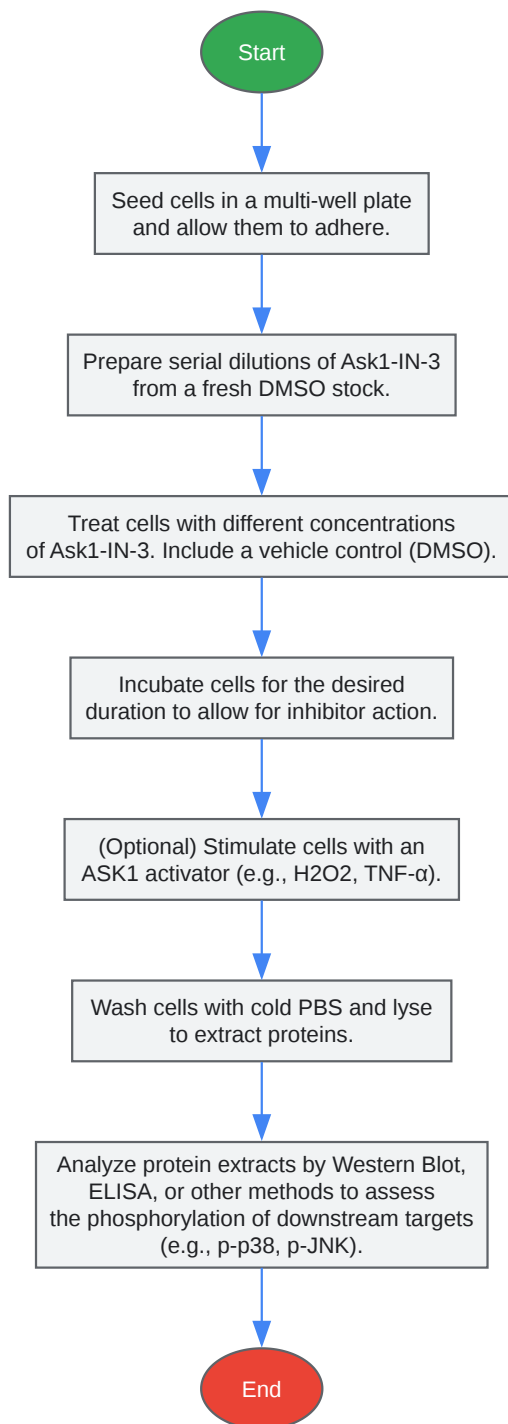 Start
Seed cells in a multi-well plate
and allow them to adhere.
Prepare serial dilutions of Ask1-IN-3
from a fresh DMSO stock.
Treat cells with different concentrations
of Ask1-IN-3. Include a vehicle control (DMSO).
Incubate cells for the desired
duration to allow for inhibitor action.
(Optional) Stimulate cells with an
ASK1 activator (e.g., H2O2, TNF-α).
Wash cells with cold PBS and lyse
to extract proteins.
Analyze protein extracts by Western Blot,
ELISA, or other methods to assess
the phosphorylation of downstream targets
(e.g., p-p38, p-JNK).
End